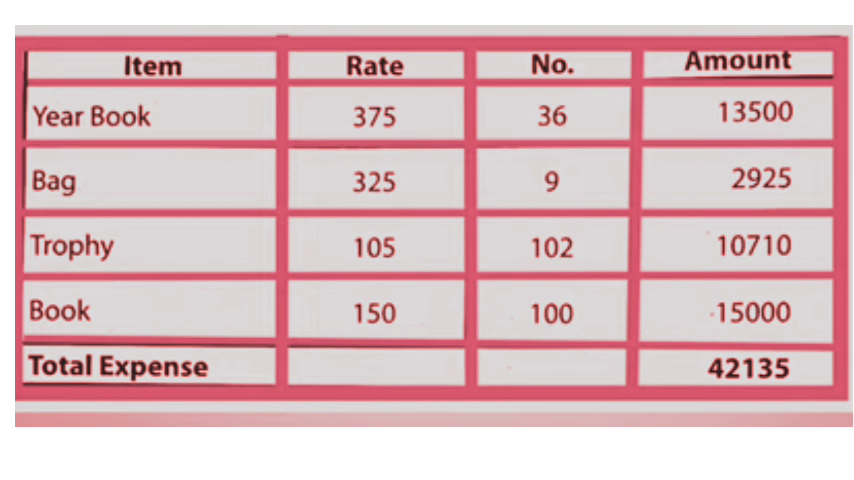 Item Rate No. Amount
Year Book 375 36 13500
Bag 325 9 2925
Trophy 105 102 10710
Book 150 100 15000
Total Expense 42135